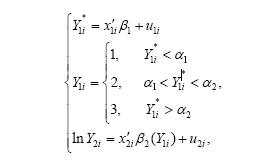 Y*₁ᵢ = x′₁ᵢβ₁ + u₁ᵢ
Y₁ᵢ = { 1, Y*₁ᵢ < α₁
2, α₁ < Y*₁ᵢ < α₂,
3, Y*₁ᵢ > α₂
ln Y₂ᵢ = x′₂ᵢβ₂(Y₁ᵢ) + u₂ᵢ,